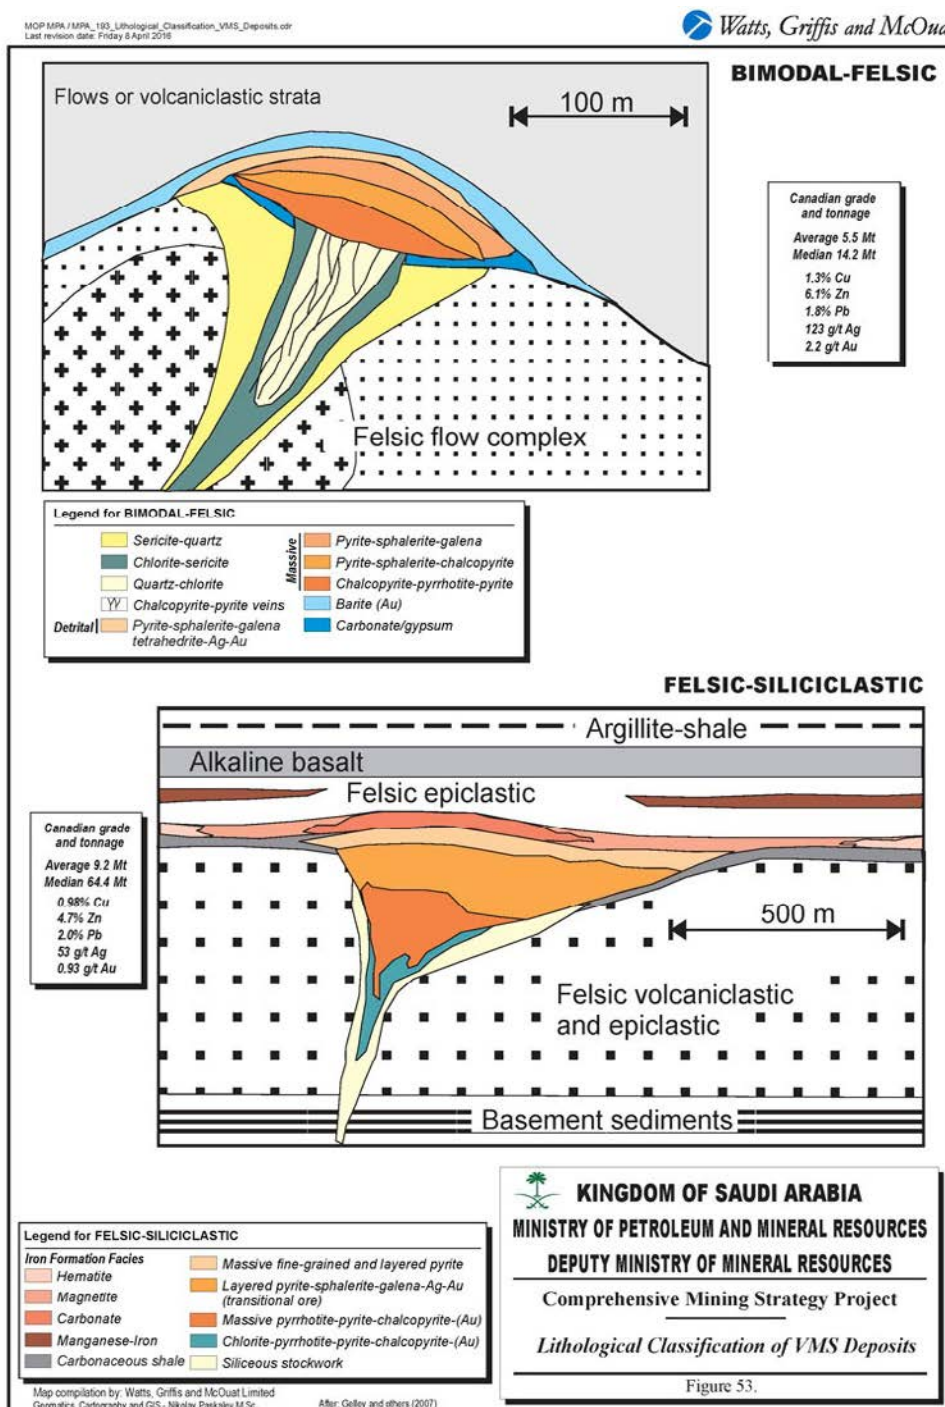 MOP MPA / MPA_193_Lithological_Classification_VMS_Deposits.cdr
Last revision date: Friday 8 April 2016
Watts, Griffis and McOuat
BIMODAL-FELSIC
Flows or volcaniclastic strata
100 m
Canadian grade
and tonnage
Average 5.5 Mt
Median 14.2 Mt
1.3% Cu
6.1% Zn
1.8% Pb
123 g/t Ag
2.2 g/t Au
Felsic flow complex
Legend for BIMODAL-FELSIC
Sericite-quartz
Chlorite-sericite
Quartz-chlorite
Chalcopyrite-pyrite veins
Detrital
Pyrite-sphalerite-galena
tetrahedrite-Ag-Au
Massive
Pyrite-sphalerite-galena
Pyrite-sphalerite-chalcopyrite
Chalcopyrite-pyrrhotite-pyrite
Barite (Au)
Carbonate/gypsum
FELSIC-SILICICLASTIC
Argillite-shale
Alkaline basalt
Felsic epiclastic
Canadian grade
and tonnage
Average 9.2 Mt
Median 64.4 Mt
0.98% Cu
4.7% Zn
2.0% Pb
53 g/t Ag
0.93 g/t Au
500 m
Felsic volcaniclastic
and epiclastic
Basement sediments
Legend for FELSIC-SILICICLASTIC
Iron Formation Facies
Hematite
Magnetite
Carbonate
Manganese-Iron
Carbonaceous shale
Massive fine-grained and layered pyrite
Layered pyrite-sphalerite-galena-Ag-Au
(transitional ore)
Massive pyrrhotite-pyrite-chalcopyrite-(Au)
Chlorite-pyrrhotite-pyrite-chalcopyrite-(Au)
Siliceous stockwork
KINGDOM OF SAUDI ARABIA
MINISTRY OF PETROLEUM AND MINERAL RESOURCES
DEPUTY MINISTRY OF MINERAL RESOURCES
Comprehensive Mining Strategy Project
Lithological Classification of VMS Deposits
Figure 53.
Map compilation by: Watts, Griffis and McOuat Limited
Geomatics, Cartography and GIS - Nikolay Paskalev M.Sc.
After: Galley and others (2007)